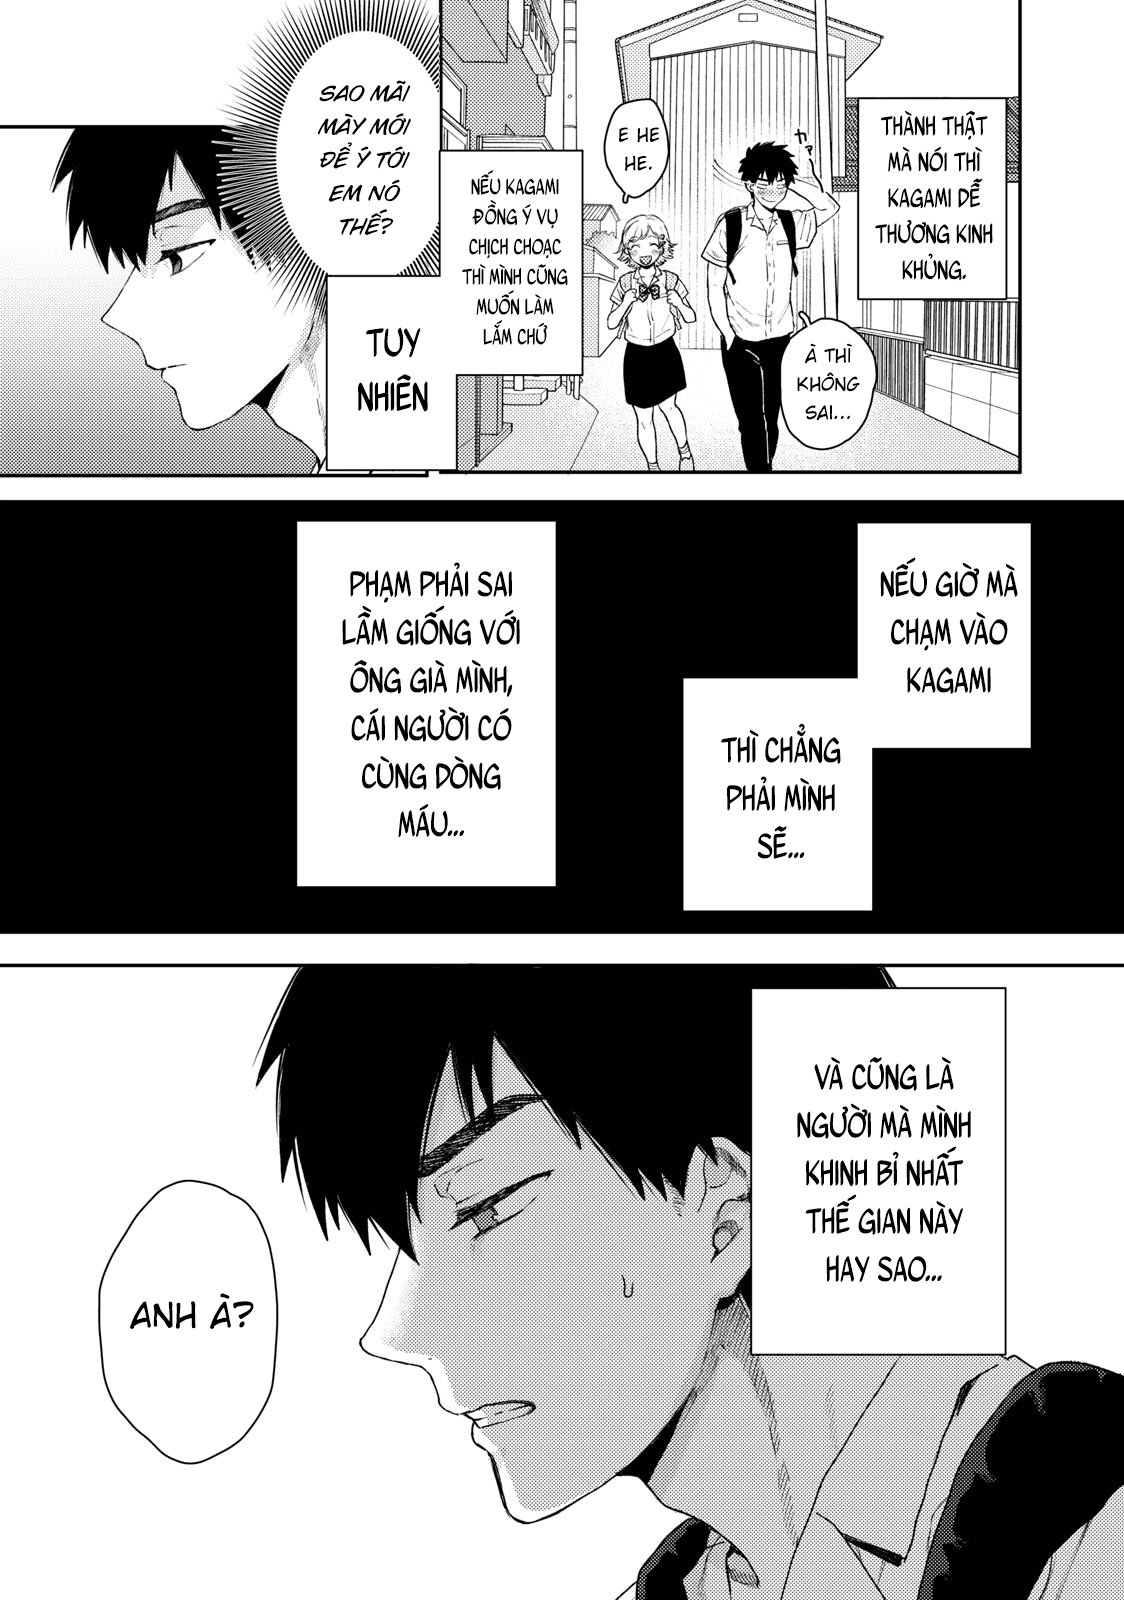 THÀNH THẬT
MÀ NÓI THÌ
KAGAMI DỄ
THƯƠNG KINH
KHỦNG.
カァー
E HE
HE.
À THÌ
KHÔNG
SAI...
NẾU KAGAMI
ĐỒNG Ý VỤ
CHỊCH CHOẠC
THÌ MÌNH CŨNG
MUỐN LÀM
LẮM CHỨ
SAO MÃI
MÀY MỚI
ĐỂ Ý TỚI
EM NÓ
THẾ?
TUY
NHIÊN
NẾU GIỜ MÀ
CHẠM VÀO
KAGAMI
THÌ CHẲNG
PHẢI MÌNH
SẼ...
PHẠM PHẢI SAI
LẦM GIỐNG VỚI
ÔNG GIÀ MÌNH,
CÁI NGƯỜI CÓ
CÙNG DÒNG
MÁU...
VÀ CŨNG LÀ
NGƯỜI MÀ MÌNH
KHINH BỈ NHẤT
THẾ GIAN NÀY
HAY SAO...
ANH À?